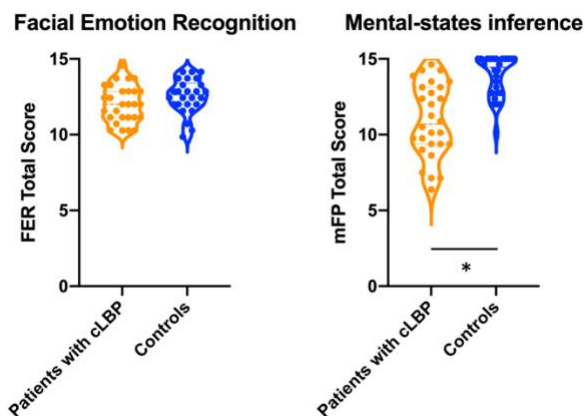 Facial Emotion Recognition
FER Total Score
15
10
5
0
Patients with cLBP
Controls
Mental-states inference
mFP Total Score
15
10
5
0
*
Patients with cLBP
Controls